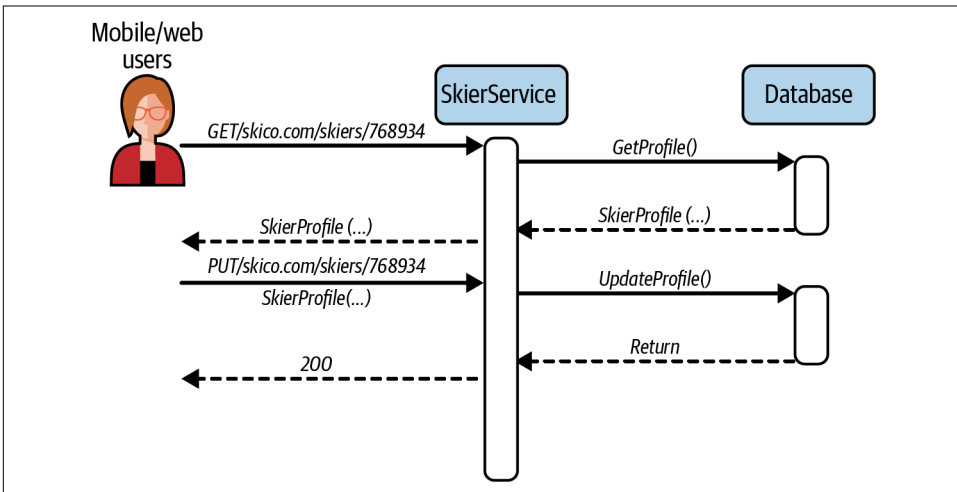 Mobile/web
users
SkierService
Database
GET/skico.com/skiers/768934
GetProfile()
SkierProfile (...)
SkierProfile (...)
PUT/skico.com/skiers/768934
SkierProfile(...)
UpdateProfile()
Return
200